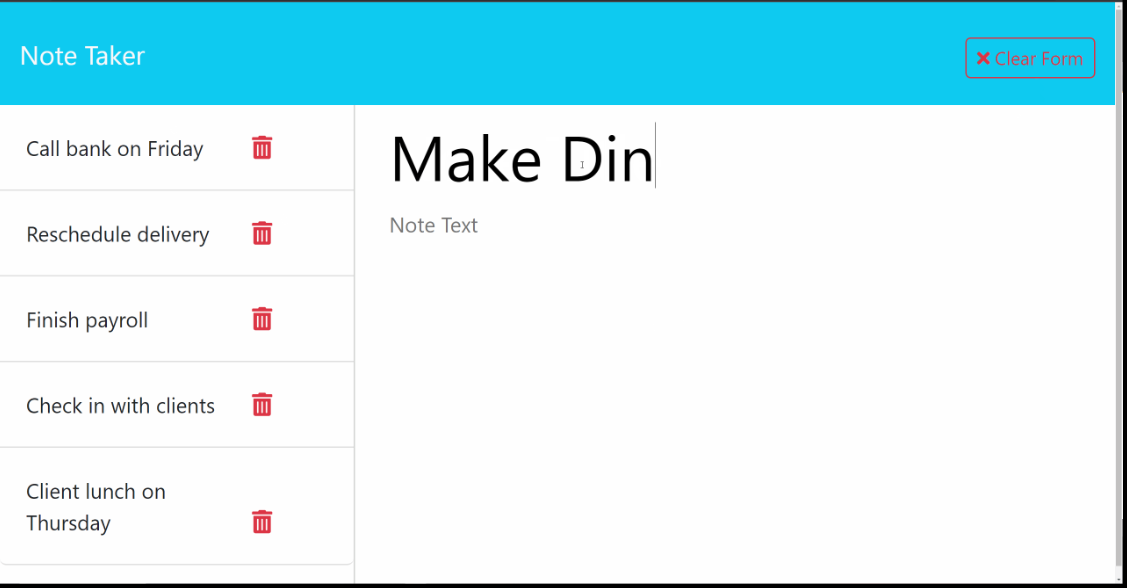 Note Taker
Clear Form
Call bank on Friday
Reschedule delivery
Finish payroll
Check in with clients
Client lunch on
Thursday
Make Din
Note Text